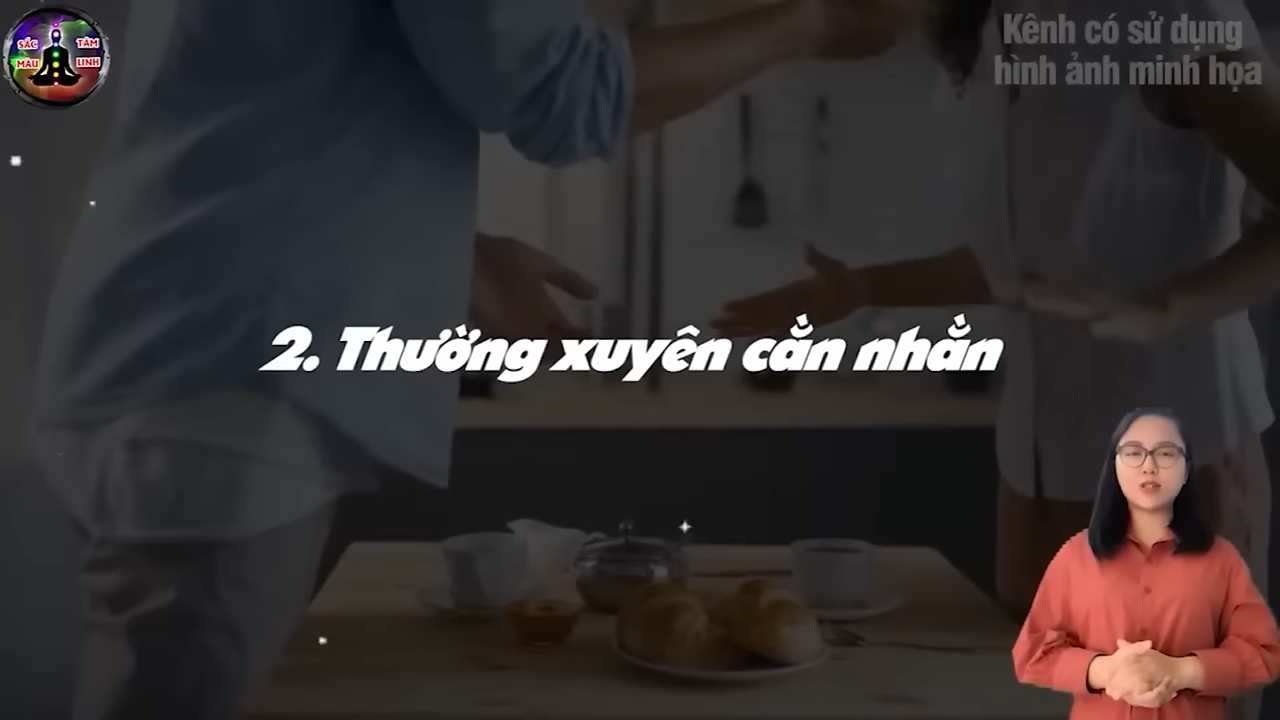 SẮC
MÀU
TÂM
LINH
Kênh có sử dụng
hình ảnh minh họa
2. Thường xuyên cằn nhằn